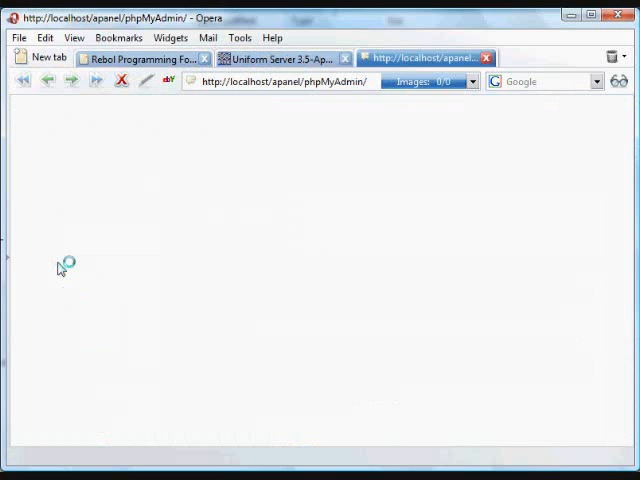 http://localhost/apanel/phpMyAdmin/ - Opera
File Edit View Bookmarks Widgets Mail Tools Help
New tab Rebol Programming Fo... Uniform Server 3.5-Ap... http://localhost/apanel...
ebY http://localhost/apanel/phpMyAdmin/ Images: 0/0 G Google